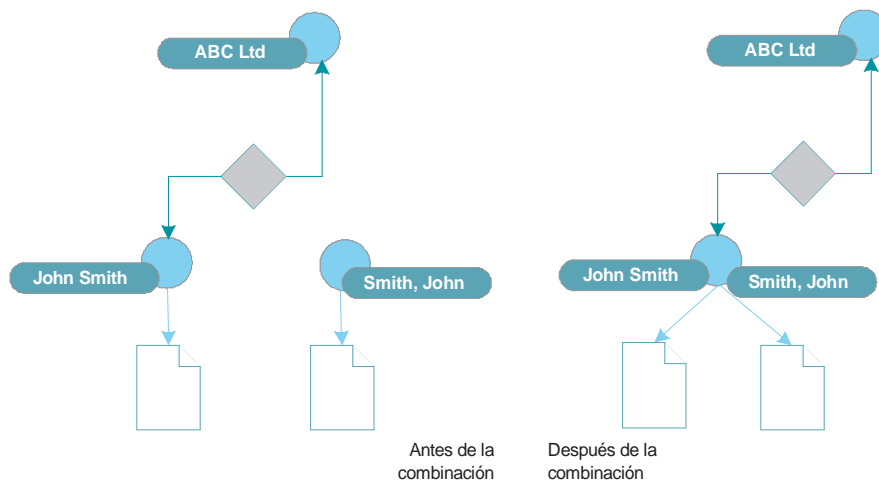 ABC Ltd
ABC Ltd
John Smith
Smith, John
John Smith
Smith, John
Antes de la
combinación
Después de la
combinación